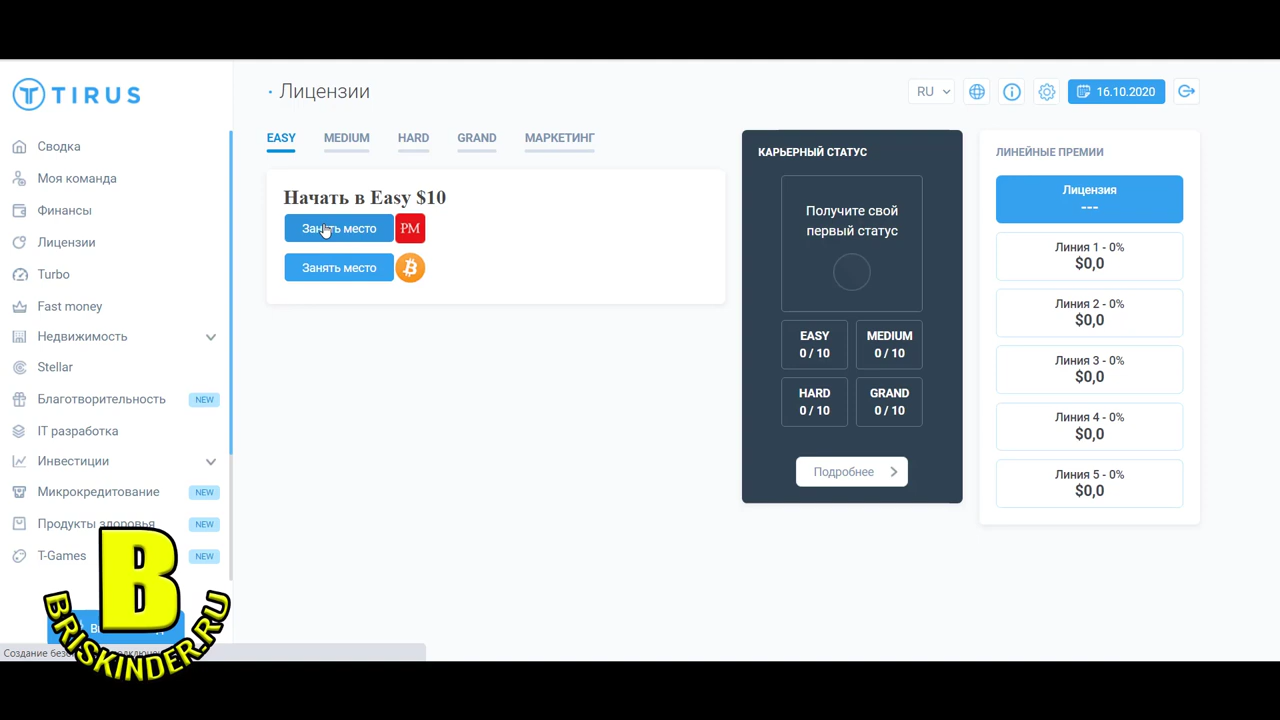 TIRUS
Сводка
Моя команда
Финансы
Лицензии
Turbo
Fast money
Недвижимость
Stellar
Благотворительность NEW
IT разработка
Инвестиции
Микрокредитование NEW
Продукты здоровья NEW
T-Games NEW
B
BRISKINDER.RU
· Лицензии
RU
16.10.2020
EASY MEDIUM HARD GRAND МАРКЕТИНГ
Начать в Easy $10
Занять место PM
Занять место
КАРЬЕРНЫЙ СТАТУС
Получите свой
первый статус
EASY
0 / 10
MEDIUM
0 / 10
HARD
0 / 10
GRAND
0 / 10
Подробнее
ЛИНЕЙНЫЕ ПРЕМИИ
Лицензия
---
Линия 1 - 0%
$0,0
Линия 2 - 0%
$0,0
Линия 3 - 0%
$0,0
Линия 4 - 0%
$0,0
Линия 5 - 0%
$0,0
Создание